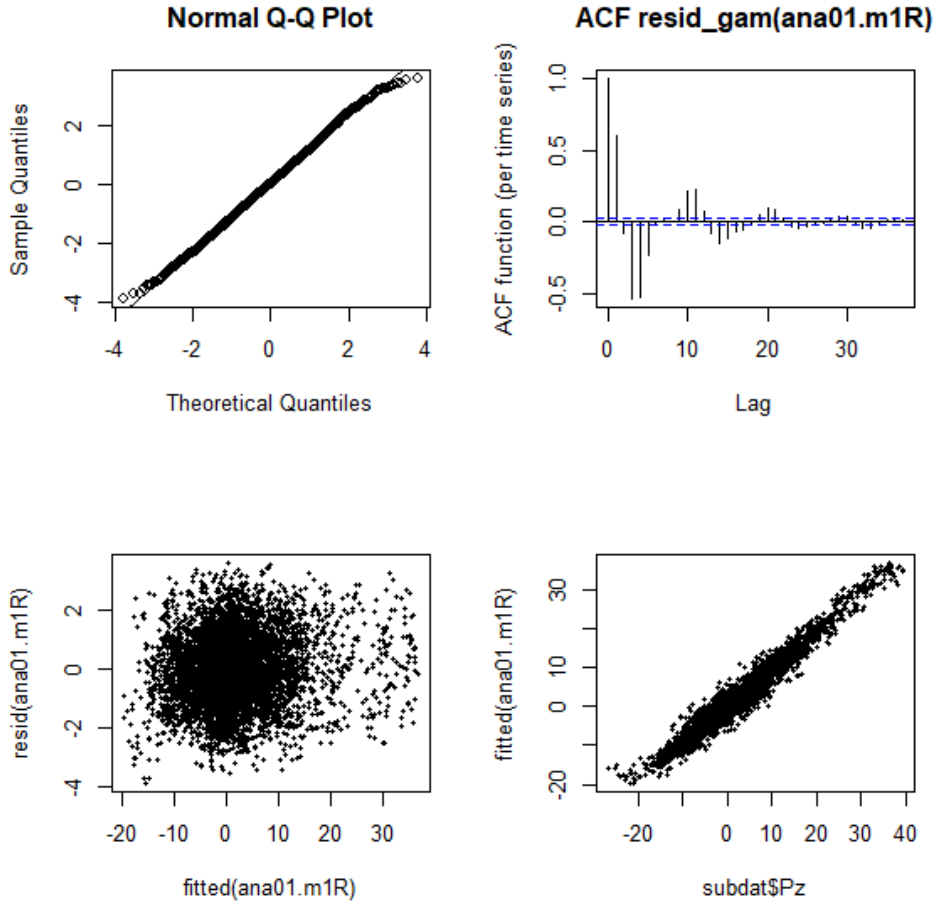 Normal Q-Q Plot
Sample Quantiles
2
0
-2
-4
-4 -2 0 2 4
Theoretical Quantiles
ACF resid_gam(ana01.m1R)
ACF function (per time series)
1.0
0.5
0.0
-0.5
0 10 20 30
Lag
resid(ana01.m1R)
2
0
2
-4
-20 -10 0 10 20 30
fitted(ana01.m1R)
fitted(ana01.m1R)
30
10
0
-20
-20 0 10 20 30 40
subdat$Pz